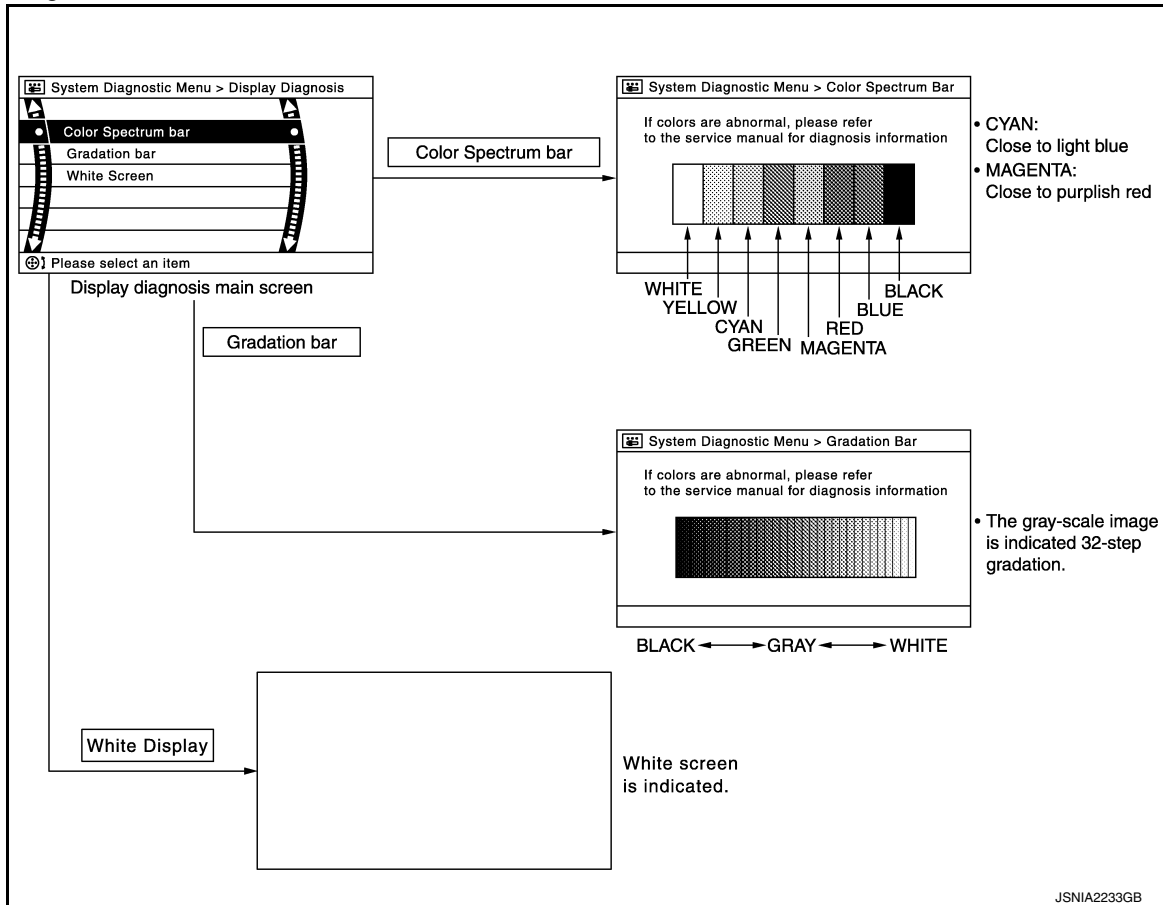 System Diagnostic Menu > Display Diagnosis
Color Spectrum bar
Gradation bar
White Screen
Please select an item
Display diagnosis main screen
Color Spectrum bar
System Diagnostic Menu > Color Spectrum Bar
If colors are abnormal, please refer
to the service manual for diagnosis information
WHITE
YELLOW
CYAN
GREEN
MAGENTA
RED
BLUE
BLACK
• CYAN:
Close to light blue
• MAGENTA:
Close to purplish red
Gradation bar
System Diagnostic Menu > Gradation Bar
If colors are abnormal, please refer
to the service manual for diagnosis information
BLACK GRAY WHITE
• The gray-scale image
is indicated 32-step
gradation.
White Display
White screen
is indicated.
JSNIA2233GB